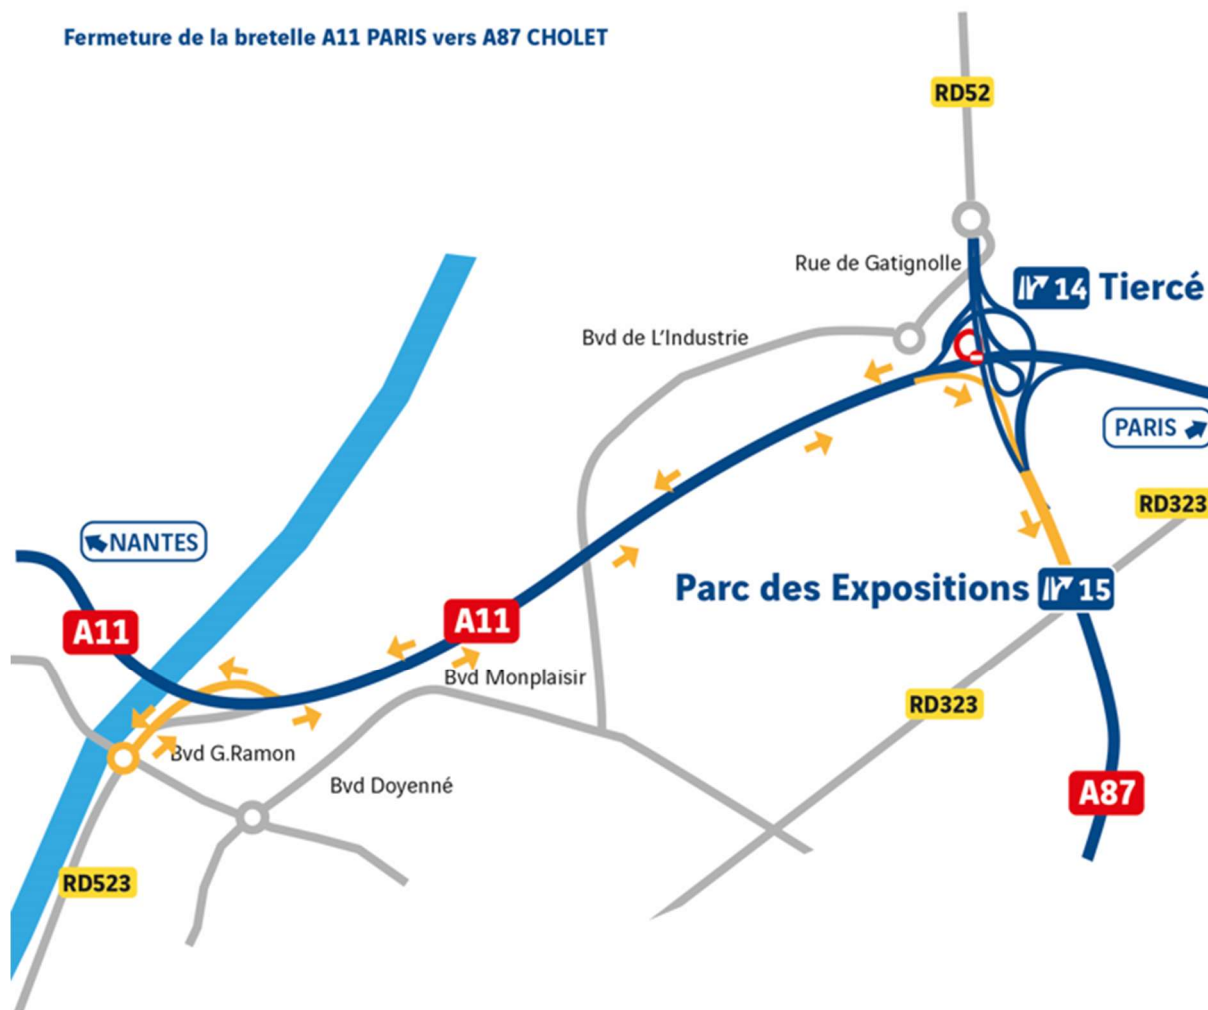 Fermeture de la bretelle A11 PARIS vers A87 CHOLET
RD52
Rue de Gatignolle
14 Tiercé
Bvd de L'Industrie
PARIS
RD323
NANTES
Parc des Expositions 15
A11
A11
Bvd Monplaisir
RD323
Bvd G.Ramon
Bvd Doyenné
A87
RD523